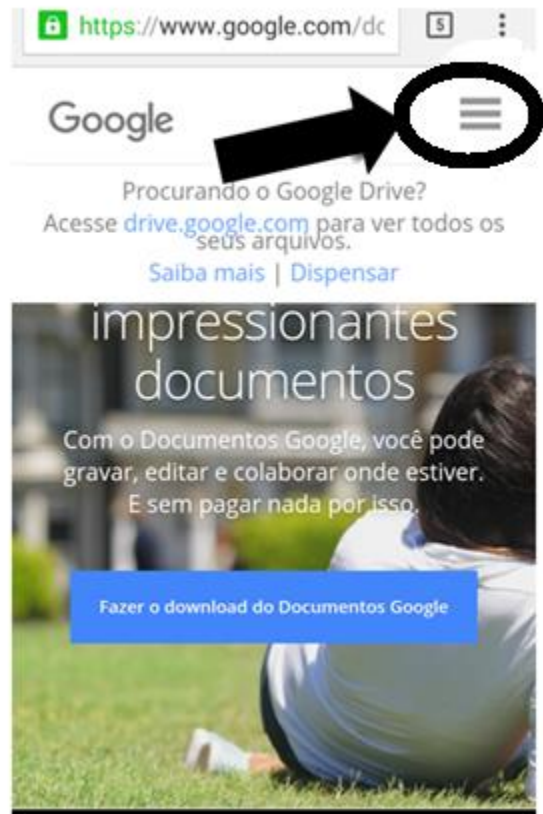 https://www.google.com/dc 5
Google
Procurando o Google Drive?
Acesse drive.google.com para ver todos os
seus arquivos.
Saiba mais | Dispensar
impressionantes
documentos
Com o Documentos Google, você pode
gravar, editar e colaborar onde estiver.
E sem pagar nada por isso.
Fazer o download do Documentos Google